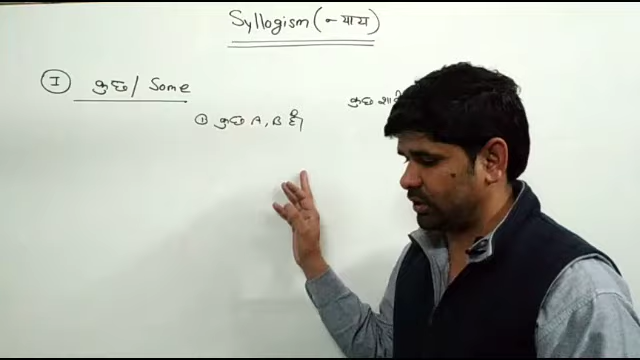 Syllogism (न्याय)
I कुछ / Some
कुछ
① कुछ A, B हैं